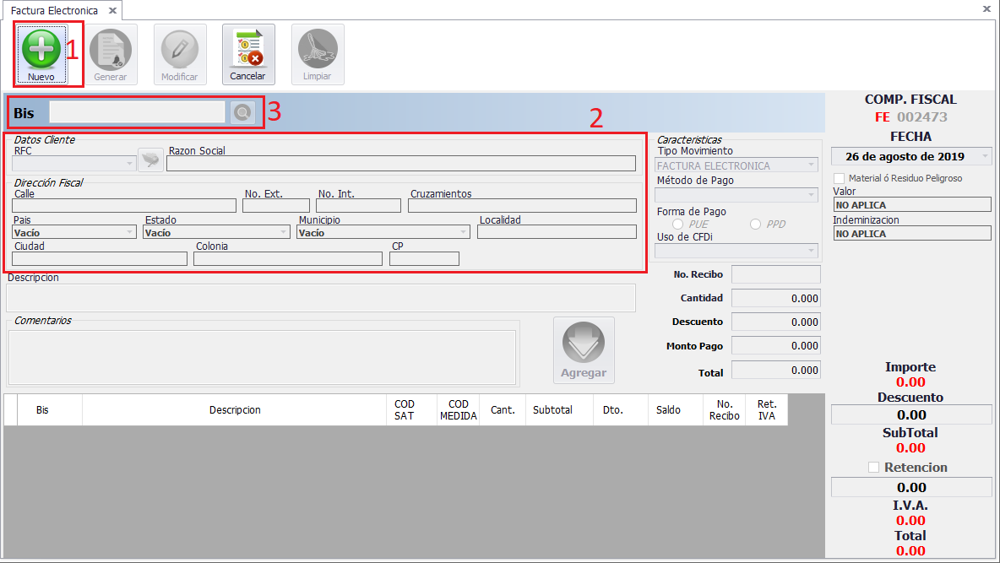 Factura Electronica
Nuevo
1
Generar
Modificar
Cancelar
Limpiar
Bis
3
2
COMP. FISCAL
FE 002473
FECHA
26 de agosto de 2019
Material ó Residuo Peligroso
Valor
NO APLICA
Indeminizacion
NO APLICA
Datos Cliente
RFC
Razon Social
Dirección Fiscal
Calle
No. Ext.
No. Int.
Cruzamientos
Pais
Estado
Municipio
Localidad
Vacío
Vacío
Vacío
Ciudad
Colonia
CP
Caracteristicas
Tipo Movimiento
FACTURA ELECTRONICA
Método de Pago
Forma de Pago
PUE
PPD
Uso de CFDi
Descripcion
Comentarios
Agregar
No. Recibo
Cantidad 0.000
Descuento 0.000
Monto Pago 0.000
Total 0.000
Bis
Descripcion
COD
SAT
COD
MEDIDA
Cant.
Subtotal
Dto.
Saldo
No.
Recibo
Ret.
IVA
Importe
0.00
Descuento
0.00
SubTotal
0.00
Retencion
0.00
I.V.A.
0.00
Total
0.00